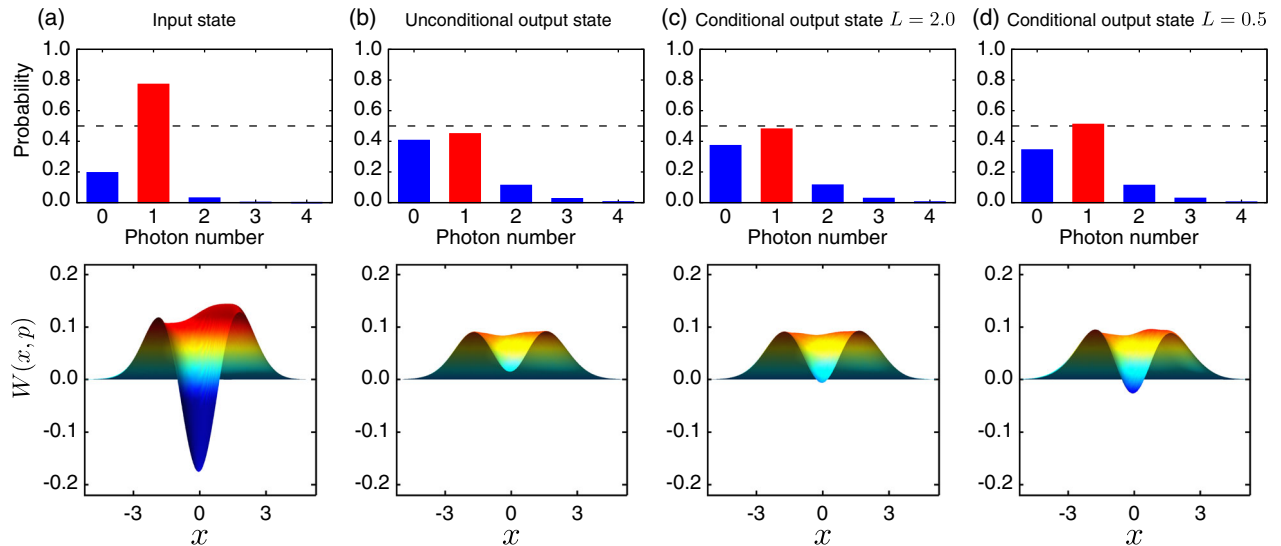 (a) Input state
(b) Unconditional output state
(c) Conditional output state L = 2.0
(d) Conditional output state L = 0.5
Probability
1.0
0.8
0.6
0.4
0.2
0.0
0 1 2 3 4
Photon number
1.0
0.8
0.6
0.4
0.2
0.0
0 1 2 3 4
Photon number
1.0
0.8
0.6
0.4
0.2
0.0
0 1 2 3 4
Photon number
1.0
0.8
0.6
0.4
0.2
0.0
0 1 2 3 4
Photon number
W(x, p)
0.2
0.1
0.0
-0.1
-0.2
-3 0 3
x
0.2
0.1
0.0
-0.1
-0.2
-3 0 3
x
0.2
0.1
0.0
-0.1
-0.2
-3 0 3
x
0.2
0.1
0.0
-0.1
-0.2
-3 0 3
x